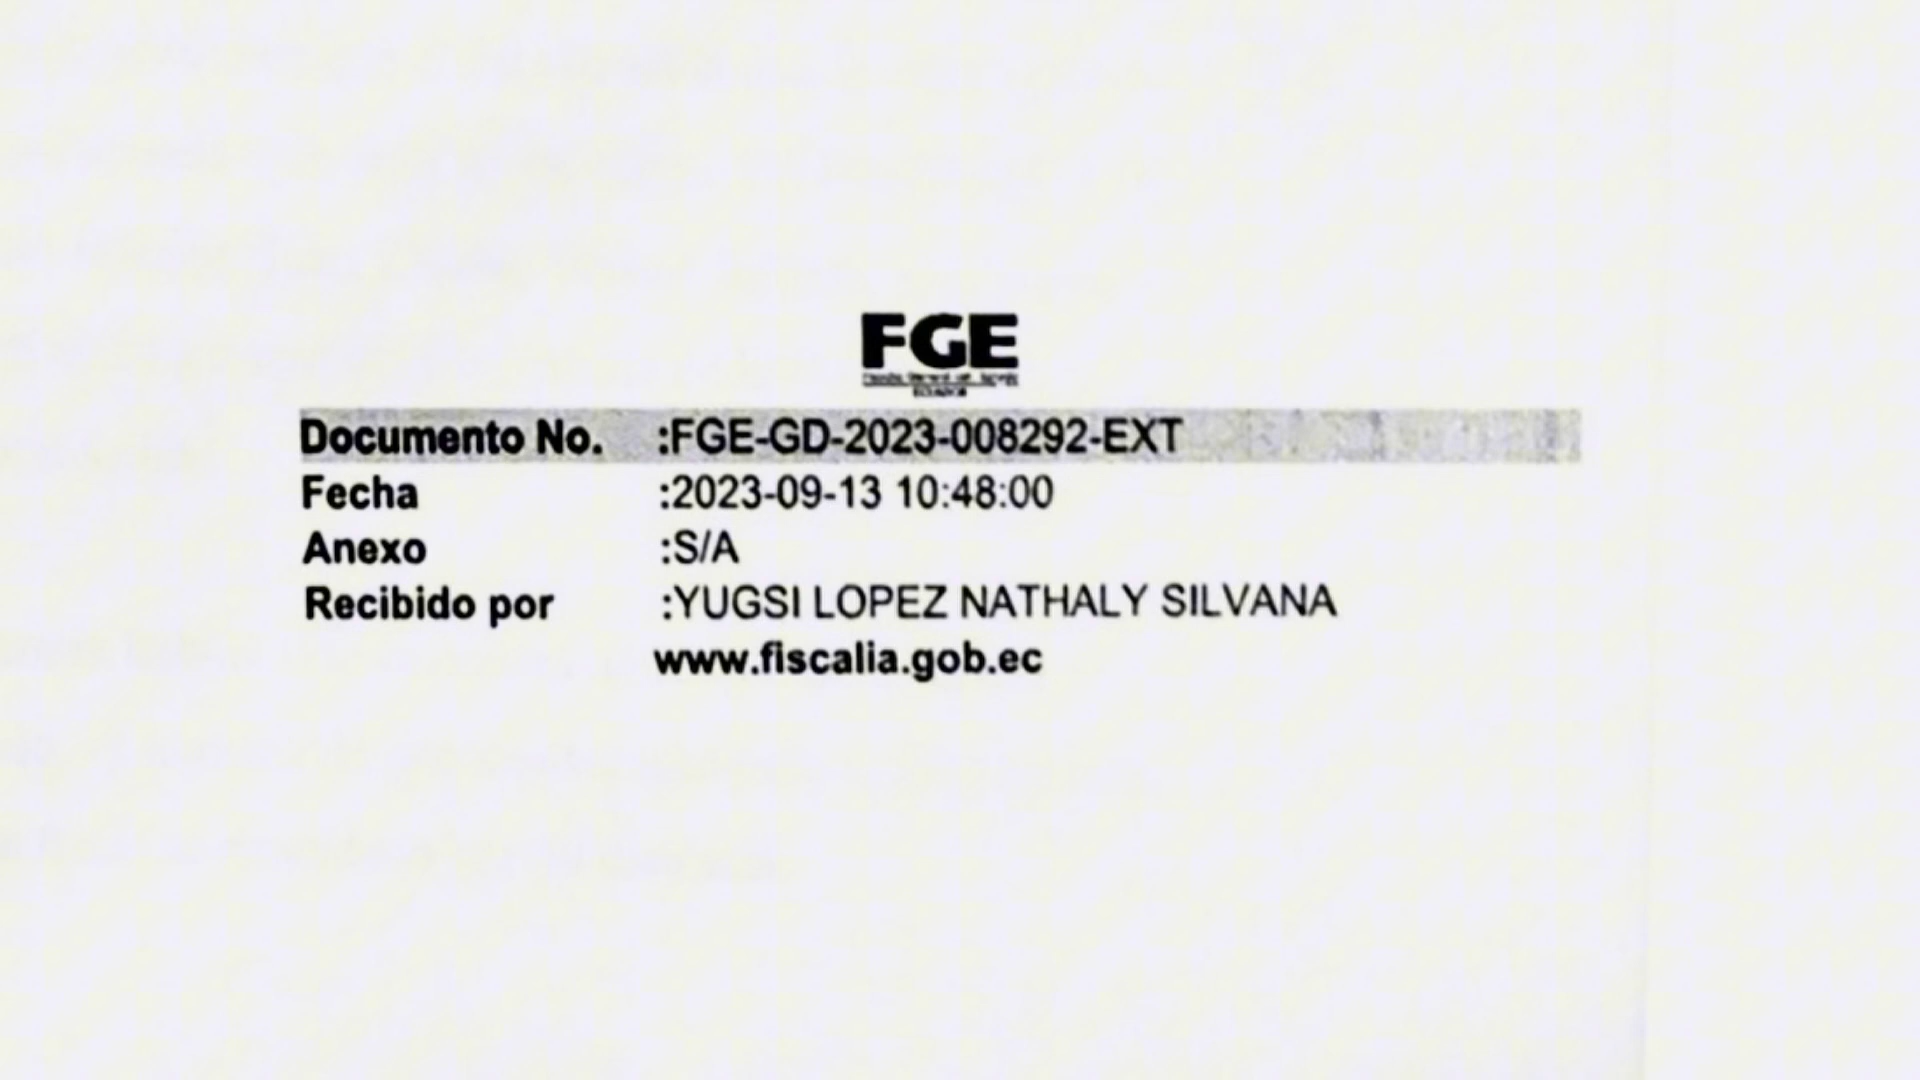 FGE
ECUADOR
Documento No. :FGE-GD-2023-008292-EXT
Fecha :2023-09-13 10:48:00
Anexo :S/A
Recibido por :YUGSI LOPEZ NATHALY SILVANA
www.fiscalia.gob.ec